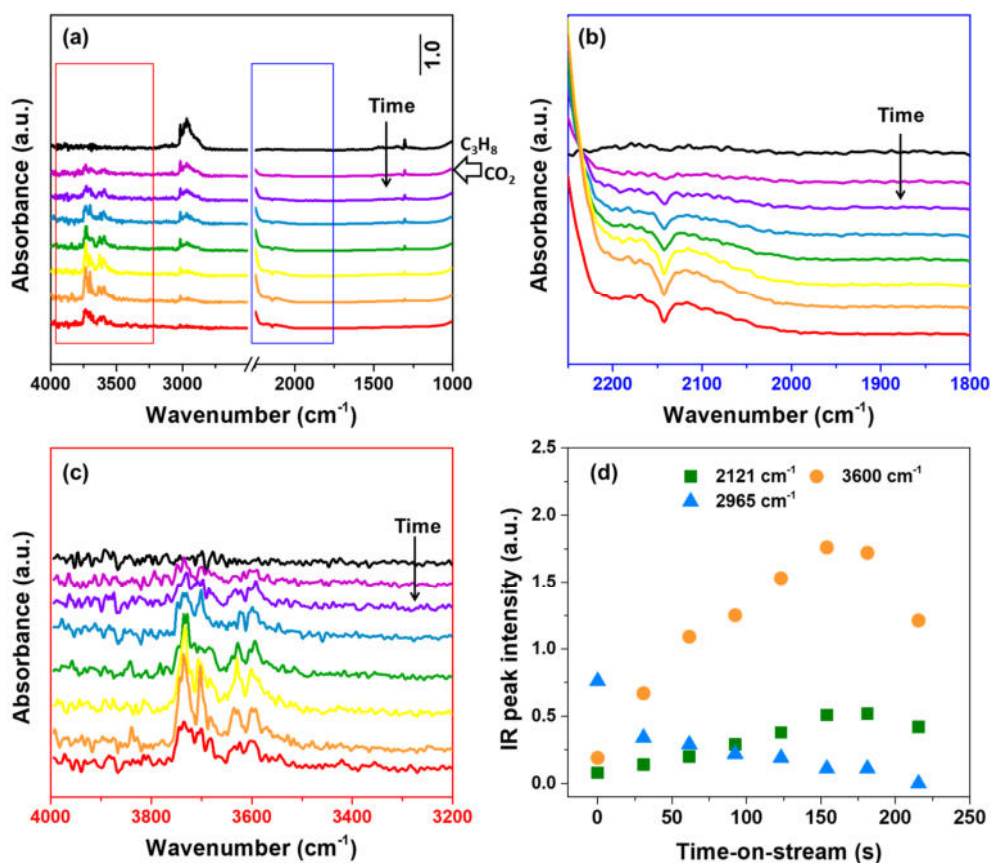 (a)
1.0
Time
C₃H₈
CO₂
Absorbance (a.u.)
4000 3000 2000 1500 1000
Wavenumber (cm⁻¹)
(b)
Time
Absorbance (a.u.)
2200 2100 2000 1900 1800
Wavenumber (cm⁻¹)
(c)
Time
Absorbance (a.u.)
4000 3800 3600 3400 3200
Wavenumber (cm⁻¹)
(d)
2121 cm⁻¹ 3600 cm⁻¹
2965 cm⁻¹
IR peak intensity (a.u.)
2.5
2.0
1.5
1.0
0.5
0.0
0 50 100 150 200 250
Time-on-stream (s)